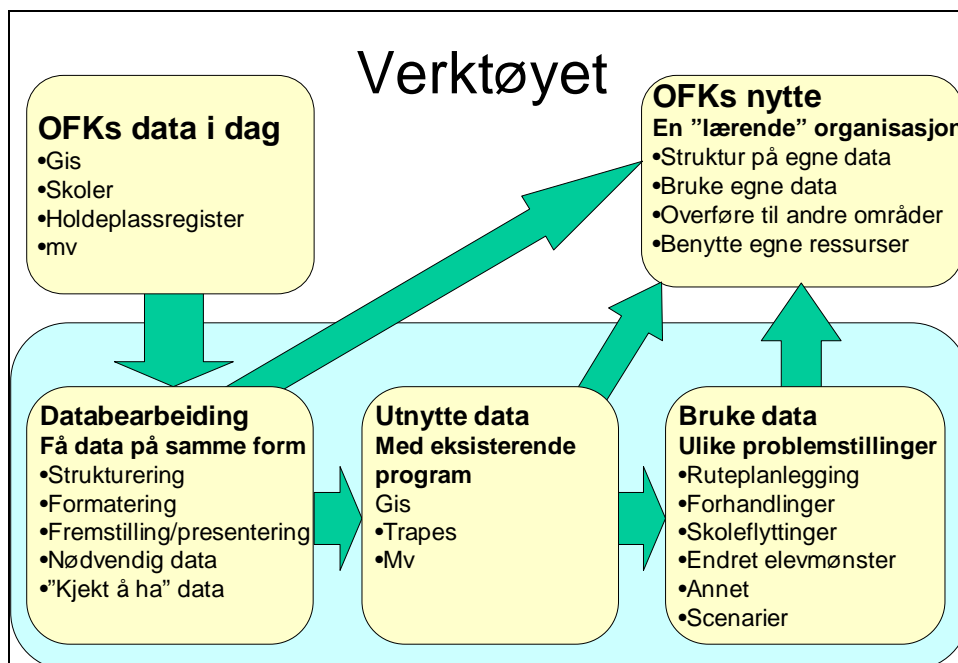 Verktøyet
OFKs data i dag
•Gis
•Skoler
•Holdeplassregister
•mv
OFKs nytte
En ”lærende” organisasjon
•Struktur på egne data
•Bruke egne data
•Overføre til andre områder
•Benytte egne ressurser
Databearbeiding
Få data på samme form
•Strukturering
•Formatering
•Fremstilling/presentering
•Nødvendig data
•”Kjekt å ha” data
Utnytte data
Med eksisterende
program
Gis
•Trapes
•Mv
Bruke data
Ulike problemstillinger
•Ruteplanlegging
•Forhandlinger
•Skoleflyttinger
•Endret elevmønster
•Annet
•Scenarier